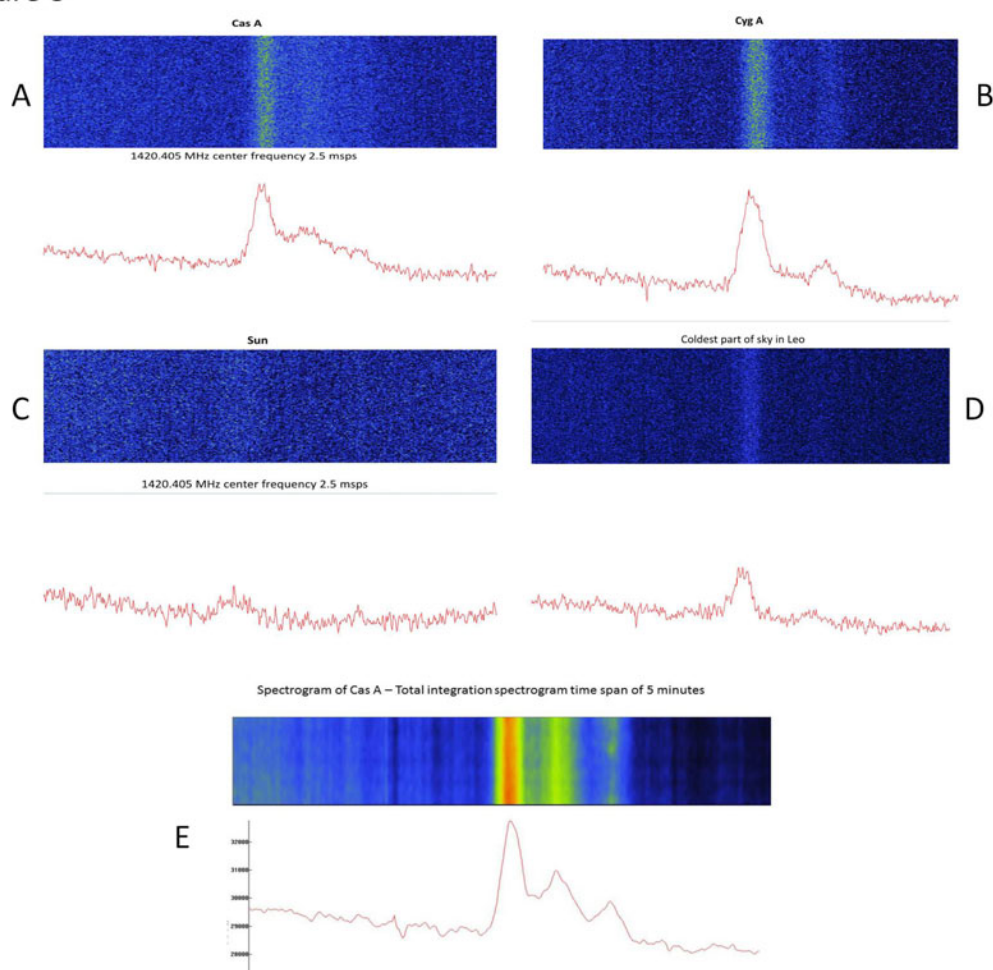 Cas A
Cyg A
A
B
1420.405 MHz center frequency 2.5 msps
Sun
Coldest part of sky in Leo
C
D
1420.405 MHz center frequency 2.5 msps
Spectrogram of Cas A – Total integration spectrogram time span of 5 minutes
E
32000
31000
30000
29000
28000